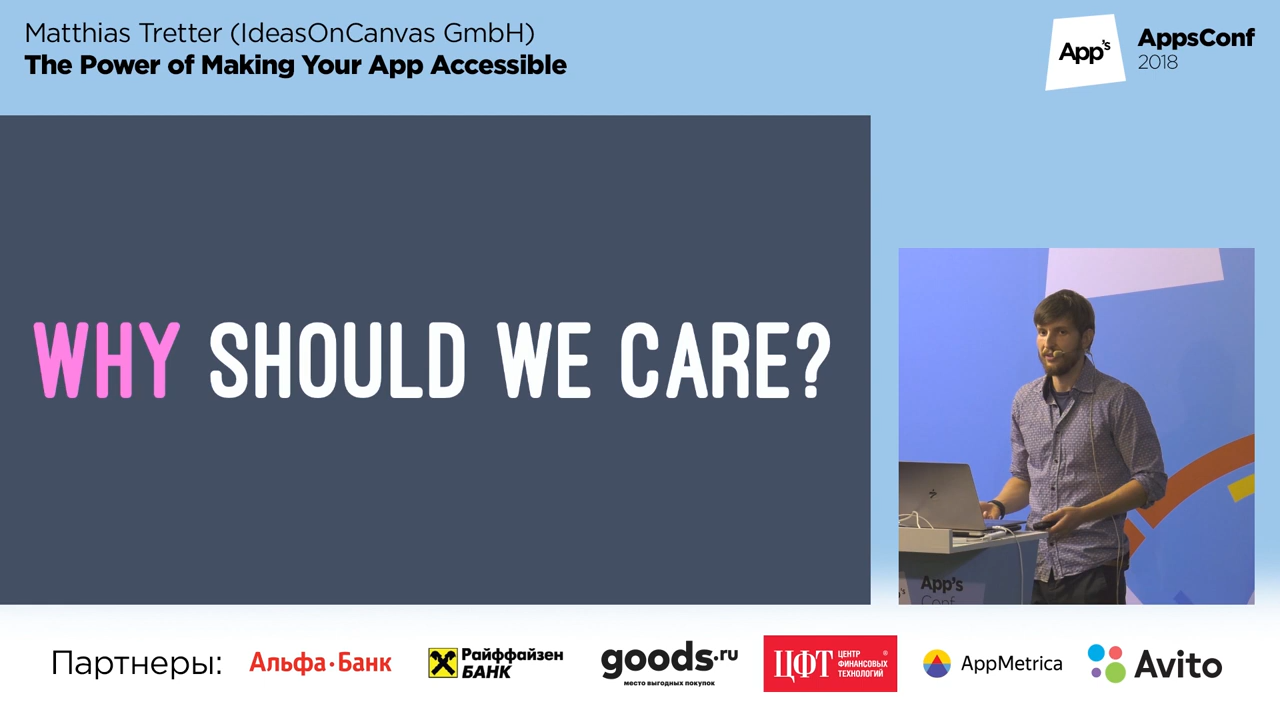 Matthias Tretter (IdeasOnCanvas GmbH)
The Power of Making Your App Accessible
App's
AppsConf
2018
WHY SHOULD WE CARE?
App's
Conf
Партнеры:
Альфа·Банк
Райффайзен
БАНК
goods.ru
место выгодных покупок
ЦФТ
ЦЕНТР
ФИНАНСОВЫХ
ТЕХНОЛОГИЙ
®
AppMetrica
Avito